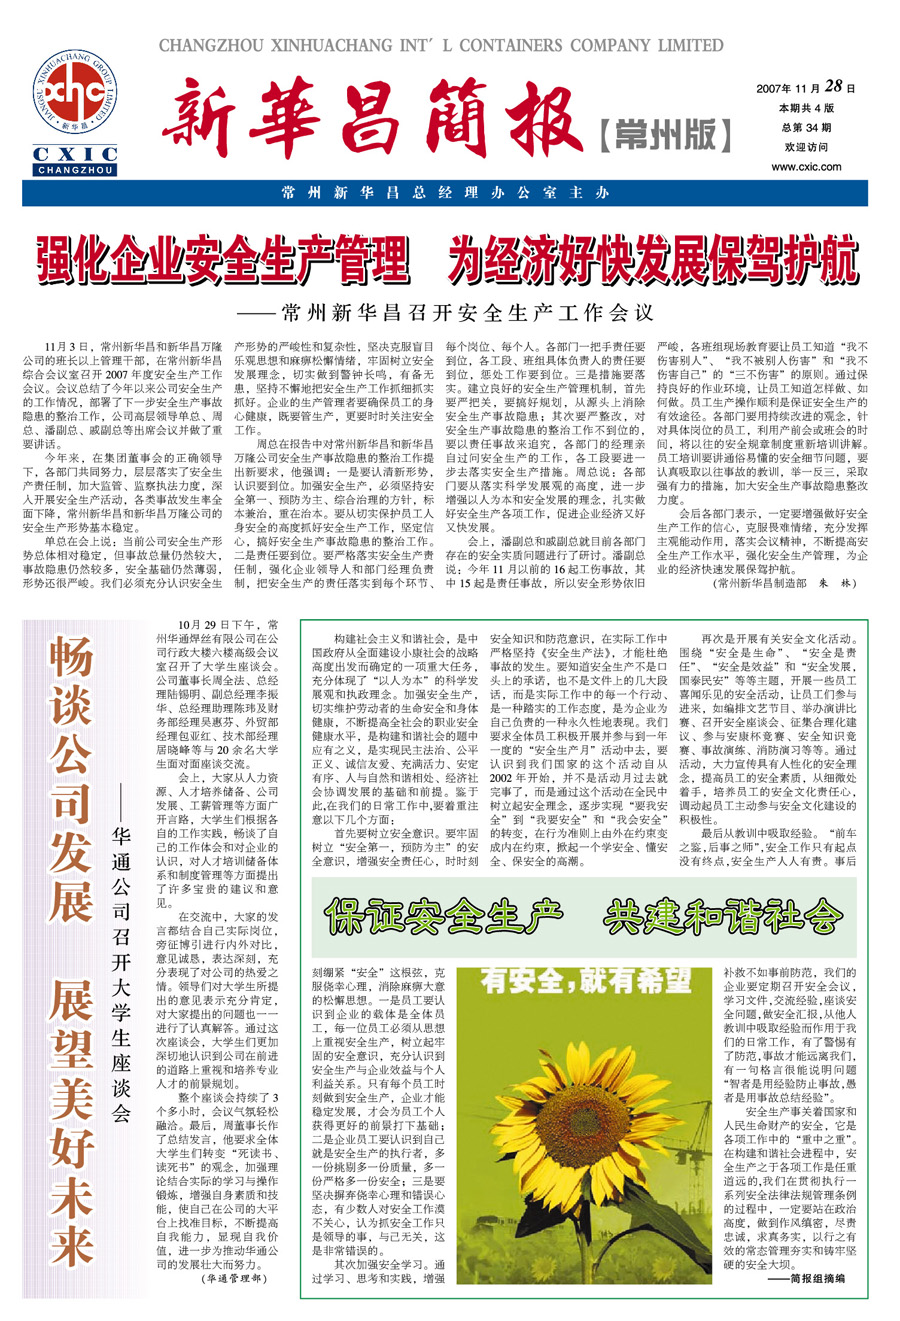 CHANGZHOU XINHUACHANG INT'L CONTAINERS COMPANY LIMITED
JIANGSU XINHUACHANG GROUP LIMITED
·新华昌·
xhc
CXIC
CHANGZHOU
新華昌簡报【常州版】
2007年 11月28日
本期共4版
总第34期
欢迎访问
www.cxic.com
常州新华昌总经理办公室主办
强化企业安全生产管理 为经济好快发展保驾护航
——常州新华昌召开安全生产工作会议
11月3日，常州新华昌和新华昌万隆
公司的班长以上管理干部，在常州新华昌
综合会议室召开2007年度安全生产工作
会议。会议总结了今年以来公司安全生产
的工作情况，部署了下一步安全生产事故
隐患的整治工作，公司高层领导单总、周
总、潘副总、戚副总等出席会议并做了重
要讲话。
今年来，在集团董事会的正确领导
下，各部门共同努力，层层落实了安全生
产责任制，加大监管、监察执法力度，深
入开展安全生产活动，各类事故发生率全
面下降，常州新华昌和新华昌万隆公司的
安全生产形势基本稳定。
单总在会上说：当前公司安全生产形
势总体相对稳定，但事故总量仍然较大，
事故隐患仍然较多，安全基础仍然薄弱，
形势还很严峻。我们必须充分认识安全生
产形势的严峻性和复杂性，坚决克服盲目
乐观思想和麻痹松懈情绪，牢固树立安全
发展理念，切实做到警钟长鸣，有备无
患，坚持不懈地把安全生产工作抓细抓实
抓好。企业的生产管理者要确保员工的身
心健康，既要管生产，更要时时关注安全
工作。
周总在报告中对常州新华昌和新华昌
万隆公司安全生产事故隐患的整治工作提
出新要求，他强调：一是要认清新形势，
认识要到位。加强安全生产，必须坚持安
全第一、预防为主、综合治理的方针，标
本兼治，重在治本。要从切实保护员工人
身安全的高度抓好安全生产工作，坚定信
心，搞好安全生产事故隐患的整治工作。
二是责任要到位。要严格落实安全生产责
任制，强化企业领导人和部门经理负责
制，把安全生产的责任落实到每个环节、
每个岗位、每个人。各部门一把手责任要
到位，各工段、班组具体负责人的责任要
到位，惩处工作要到位。三是措施要落
实。建立良好的安全生产管理机制，首先
要严把关，要搞好规划，从源头上消除
安全生产事故隐患；其次要严整改，对
安全生产事故隐患的整治工作不到位的，
要以责任事故来追究，各部门的经理亲
自过问安全生产的工作，各工段要进一
步去落实安全生产措施。周总说：各部
门要从落实科学发展观的高度，进一步
增强以人为本和安全发展的理念，扎实做
好安全生产各项工作，促进企业经济又好
又快发展。
会上，潘副总和戚副总就目前各部门
存在的安全实质问题进行了研讨。潘副总
说：今年11月以前的16起工伤事故，其
中15起是责任事故，所以安全形势依旧
严峻，各班组现场教育要让员工知道“我不
伤害别人”、“我不被别人伤害”和“我不
伤害自己”的“三不伤害”的原则。通过保
持良好的作业环境，让员工知道怎样做、如
何做。员工生产操作顺利是保证安全生产的
有效途径。各部门要用持续改进的观念，针
对具体岗位的员工，利用产前会或班会的时
间，将以往的安全规章制度重新培训讲解。
员工培训要讲通俗易懂的安全细节问题，要
认真吸取以往事故的教训，举一反三，采取
强有力的措施，加大安全生产事故隐患整改
力度。
会后各部门表示，一定要增强做好安全
生产工作的信心，克服畏难情绪，充分发挥
主观能动作用，落实会议精神，不断提高安
全生产工作水平，强化安全生产管理，为企
业的经济快速发展保驾护航。
(常州新华昌制造部 朱 林)
畅谈公司发展 展望美好未来
——华通公司召开大学生座谈会
10月29日下午，常
州华通焊丝有限公司在公
司行政大楼六楼高级会议
室召开了大学生座谈会。
公司董事周全法、总经
理陆锡明、副总经理李振
华、总经理助理陈玮及财
务部经理吴惠芬、外贸部
经理包亚红、技术部经理
居晓峰等与20余名大学
生面对面座谈交流。
会上，大家从人力资
源、人才培养储备、公司
发展、工薪管理等方面广
开言路，大学生们根据各
自的工作实践，畅谈了自
己的工作体会和对企业的
认识，对人才培训储备体
系和制度管理等方面提出
了许多宝贵的建议和意
见。
在交流中，大家的发
言都结合自己实际岗位，
旁征博引进行内外对比，
意见诚恳，表达深刻，充
分表现了对公司的热爱之
情。领导们对大学生所提
出的意见表示充分肯定，
对大家提出的问题也一一
进行了认真解答。通过这
次座谈会，大学生们更加
深切地认识到公司在前进
的道路上重视和培养专业
人才的前景规划。
整个座谈会持续了3
个多小时，会议气氛轻松
融洽。最后，周董事长作
了总结发言，他要求全体
大学生们转变“死读书、
读死书”的观念，加强理
论结合实际的学习与操作
锻炼，增强自身素质和技
能，使自己在公司的大平
台上找准目标，不断提高
自我能力，显现自我价
值，进一步为推动华通公
司的发展壮大而努力。
(华通管理部)
构建社会主义和谐社会，是中
国政府从全面建设小康社会的战略
高度出发而确定的一项重大任务，
充分体现了“以人为本”的科学发
展观和执政理念。加强安全生产，
切实维护劳动者的生命安全和身体
健康，不断提高全社会的职业安全
健康水平，是构建和谐社会的题中
应有之义，是实现民主法治、公平
正义、诚信友爱、充满活力、安定
有序、人与自然和谐相处、经济社
会协调发展的基础和前提。鉴于
此,在我们的日常工作中,要着重注
意以下几个方面：
首先要树立安全意识。要牢固
树立“安全第一，预防为主”的安
全意识，增强安全责任心，时时刻
安全知识和防范意识，在实际工作中
严格坚持《安全生产法》，才能杜绝
事故的发生。要知道安全生产不是口
头上的承诺，也不是文件上的几大段
话，而是实际工作中的每一个行动、
是一种踏实的工作态度，是为企业为
自己负责的一种永久性地表现。我们
要求全体员工积极开展并参与到一年
一度的“安全生产月”活动中去，要
认识到我们国家的这个活动自从
2002年开始，并不是活动月过去就
完事了，而是通过这个活动在全民中
树立起安全理念，逐步实现“要我安
全”到“我要安全”和“我会安全”
的转变，在行为准则上由外在约束变
成内在约束，掀起一个学安全、懂安
全、保安全的高潮。
再次是开展有关安全文化活动。
围绕“安全是生命”、“安全是责
任”、“安全是效益”和“安全发展，
国泰民安”等等主题，开展一些员工
喜闻乐见的安全活动，让员工们参与
进来，如编排文艺节目、举办演讲比
赛、召开安全座谈会、征集合理化建
议、参与安康杯竞赛、安全知识竞
赛、事故演练、消防演习等等。通过
活动，大力宣传具有人性化的安全理
念，提高员工的安全素质，从细微处
着手，培养员工的安全文化责任心，
调动起员工主动参与安全文化建设的
积极性。
最后从教训中吸取经验。“前车
之鉴,后事之师”,安全工作只有起点
没有终点,安全生产人人有责。事后
保证安全生产 共建和谐社会
刻绷紧“安全”这根弦，克
服侥幸心理，消除麻痹大意
的松懈思想。一是员工要认
识到企业的载体是全体员
工，每一位员工必须从思想
上重视安全生产，树立起牢
固的安全意识，充分认识到
安全生产与企业效益与个人
利益关系。只有每个员工时
刻做到安全生产，企业才能
稳定发展，才会为员工个人
获得更好的前景打下基础；
二是企业员工要认识到自己
就是安全生产的执行者，多
一份挑剔多一份质量，多一
份严格多一份安全；三是要
坚决摒弃侥幸心理和错误心
态，有少数人对安全工作漠
不关心，认为抓安全工作只
是领导的事，与己无关，这
是非常错误的。
其次加强安全学习。通
过学习、思考和实践，增强
有安全，就有希望
补救不如事前防范，我们的
企业要定期召开安全会议，
学习文件,交流经验,座谈安
全问题,做安全汇报,从他人
教训中吸取经验而作用于我
们的日常工作，有了警惕有
了防范,事故才能远离我们，
有一句格言很能说明问题
“智者是用经验防止事故,愚
者是用事故总结经验”。
安全生产事关着国家和
人民生命财产的安全，它是
各项工作中的“重中之重”。
在构建和谐社会进程中，安
全生产之于各项工作是任重
道远的,我们在贯彻执行一
系列安全法律法规管理条例
的过程中，一定要站在政治
高度，做到作风缜密，尽责
忠诚，求真务实，以行之有
效的常态管理夯实和铸牢坚
硬的安全大坝。
——简报组摘编